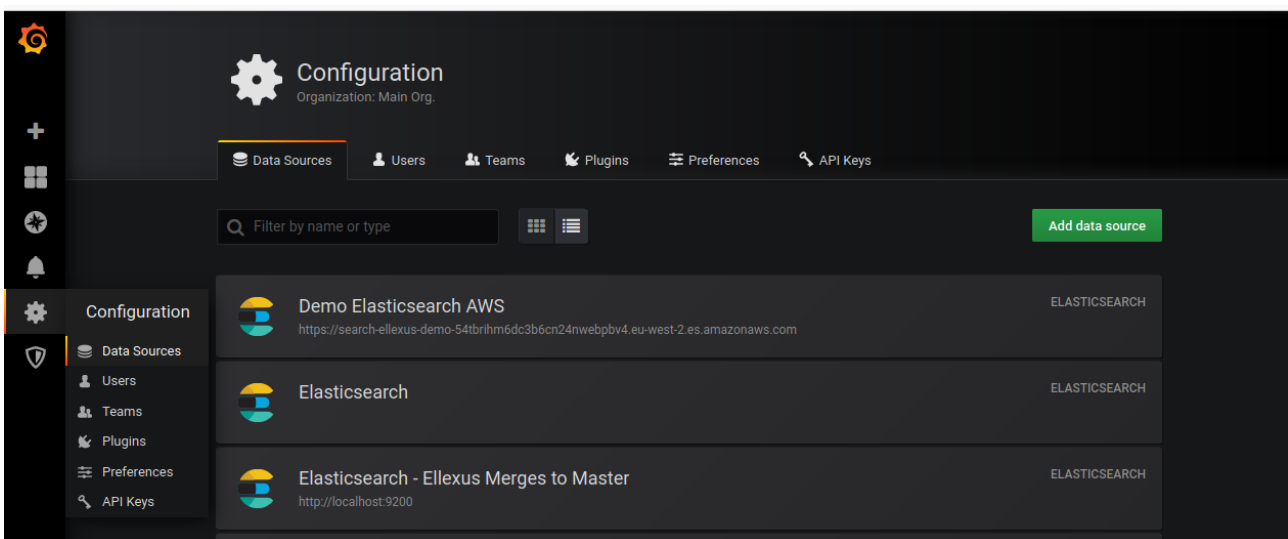 Configuration
Organization: Main Org.
Data Sources Users Teams Plugins Preferences API Keys
Filter by name or type
Add data source
Configuration
Data Sources
Users
Teams
Plugins
Preferences
API Keys
Demo Elasticsearch AWS
ELASTICSEARCH
https://search-ellexus-demo-54tbrihm6dc3b6cn24nwebpbv4.eu-west-2.es.amazonaws.com
Elasticsearch
ELASTICSEARCH
Elasticsearch - Ellexus Merges to Master
ELASTICSEARCH
http://localhost:9200